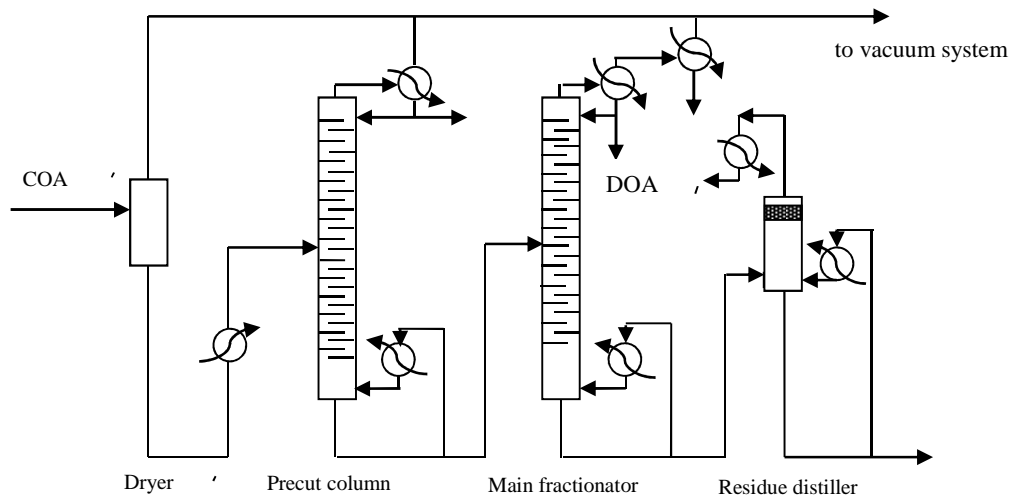 to vacuum system
COA ′
DOA ′
Dryer ′ Precut column Main fractionator Residue distiller